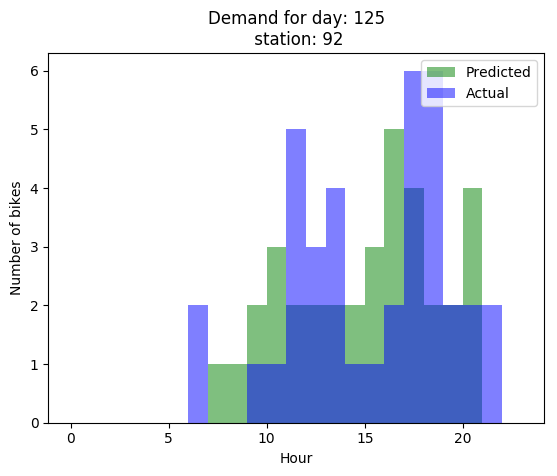 Demand for day: 125
station: 92
Predicted
Actual
6
5
4
3
2
1
0
Number of bikes
0 5 10 15 20
Hour